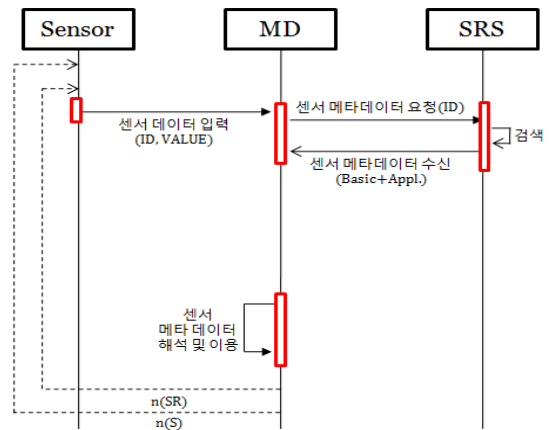 Sensor
MD
SRS
센서 데이터 입력
(ID, VALUE)
센서 메타데이터 요청(ID)
검색
센서 메타데이터 수신
(Basic+Appl.)
센서
메타 데이터
해석 및 이용
n(SR)
n(S)